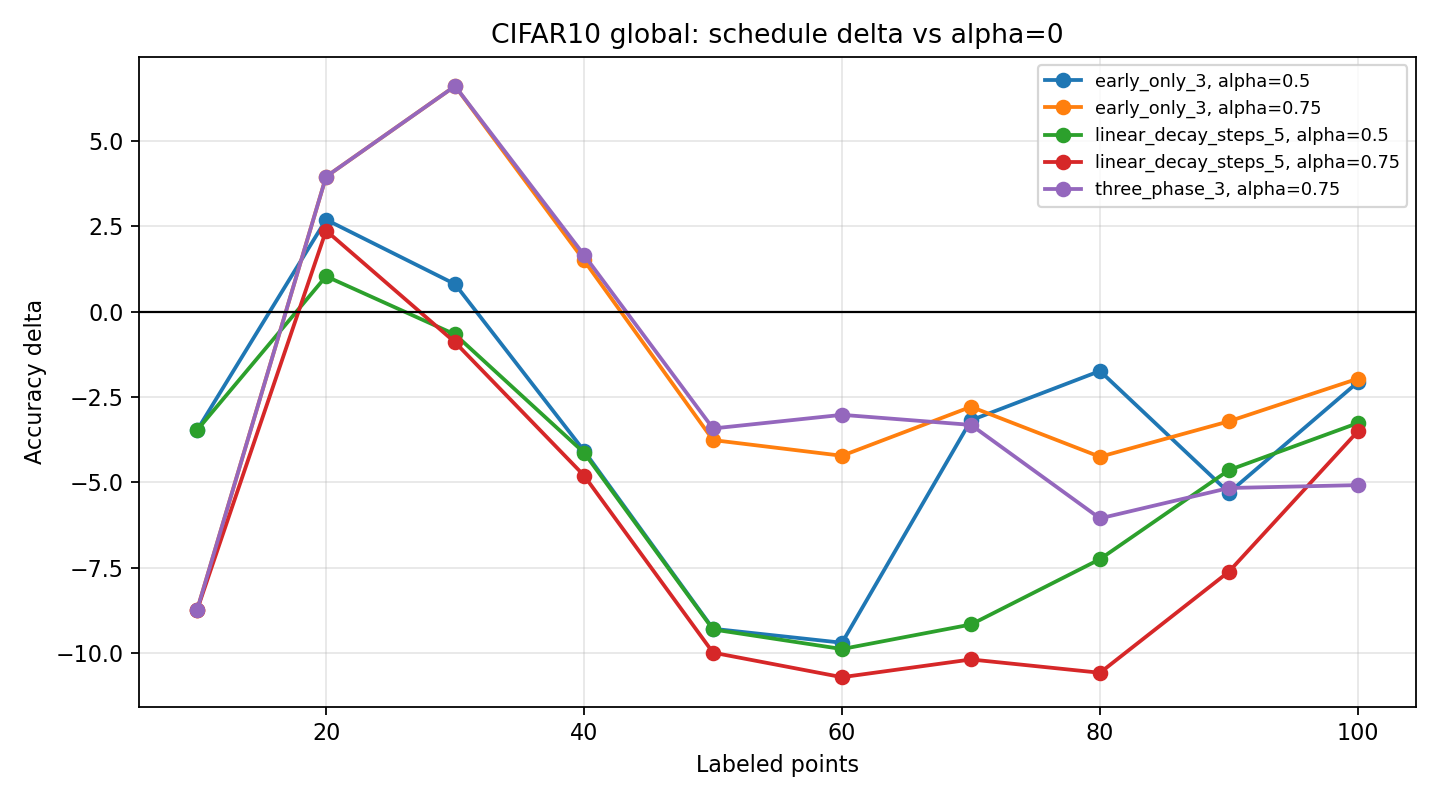 CIFAR10 global: schedule delta vs alpha=0
early_only_3, alpha=0.5
early_only_3, alpha=0.75
linear_decay_steps_5, alpha=0.5
linear_decay_steps_5, alpha=0.75
three_phase_3, alpha=0.75
Accuracy delta
5.0
2.5
0.0
−2.5
−5.0
−7.5
−10.0
20
40
60
80
100
Labeled points